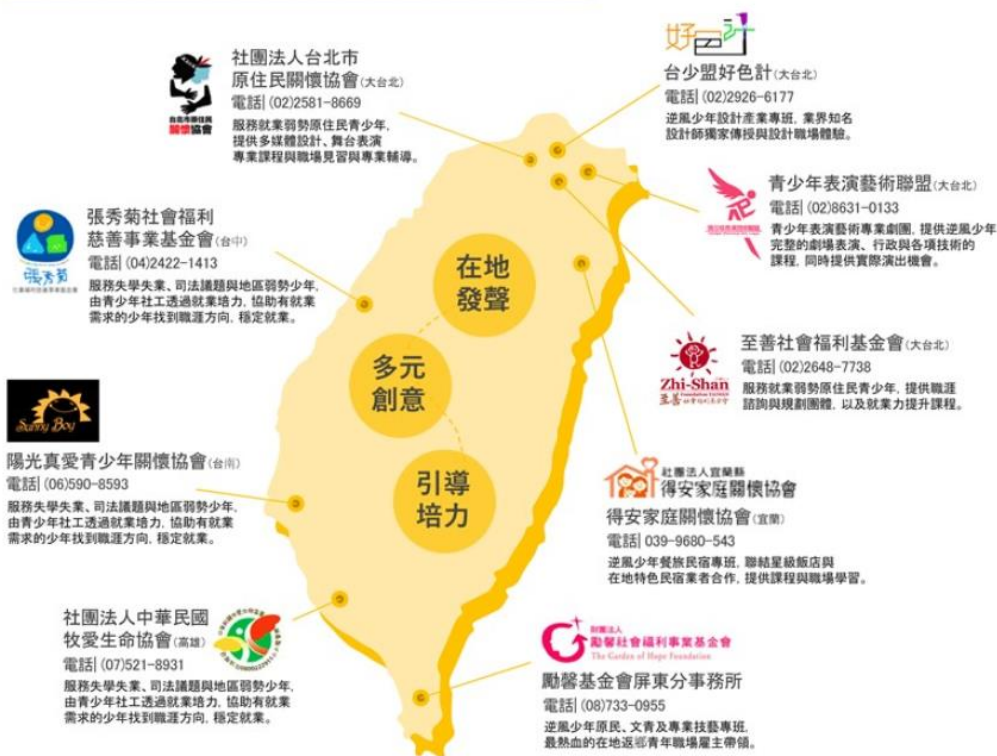 社團法人台北市
原住民關懷協會(大台北)
電話| (02)2581-8669
服務就業弱勢原住民青少年,
提供多媒體設計、舞台表演
專業課程與職場見習與專業輔導。
台北市原住民
關懷協會
好色計
台少盟好色計(大台北)
電話| (02)2926-6177
逆風少年設計產業專班, 業界知名
設計師獨家傳授與設計職場體驗。
青少年表演藝術聯盟(大台北)
電話| (02)8631-0133
青少年表演藝術專業劇團, 提供逆風少年
完整的劇場表演、行政與各項技術的
課程, 同時提供實際演出機會。
張秀菊社會福利
慈善事業基金會(台中)
電話| (04)2422-1413
服務失學失業、司法議題與地區弱勢少年,
由青少年社工透過就業培力, 協助有就業
需求的少年找到職涯方向, 穩定就業。
張秀菊
在地
發聲
多元
創意
引導
培力
至善社會福利基金會(大台北)
電話| (02)2648-7738
服務就業弱勢原住民青少年, 提供職涯
諮詢與規劃團體, 以及就業力提升課程。
Zhi-Shan
Foundation TAIWAN
至善社會福利基金會
Sunny Boy
陽光真愛青少年關懷協會(台南)
電話| (06)590-8593
服務失學失業、司法議題與地區弱勢少年,
由青少年社工透過就業培力, 協助有就業
需求的少年找到職涯方向, 穩定就業。
社團法人宜蘭縣
得安家庭關懷協會
得安家庭關懷協會(宜蘭)
電話| 039-9680-543
逆風少年餐旅民宿專班, 聯結星級飯店與
在地特色民宿業者合作, 提供課程與職場學習。
社團法人中華民國
牧愛生命協會(高雄)
電話| (07)521-8931
服務失學失業、司法議題與地區弱勢少年,
由青少年社工透過就業培力, 協助有就業
需求的少年找到職涯方向, 穩定就業。
財團法人
勵馨社會福利事業基金會
The Garden of Hope Foundation
勵馨基金會屏東分事務所
電話| (08)733-0955
逆風少年原民、文青及專業技藝專班,
最熱血的在地返鄉青年職場雇主帶領。